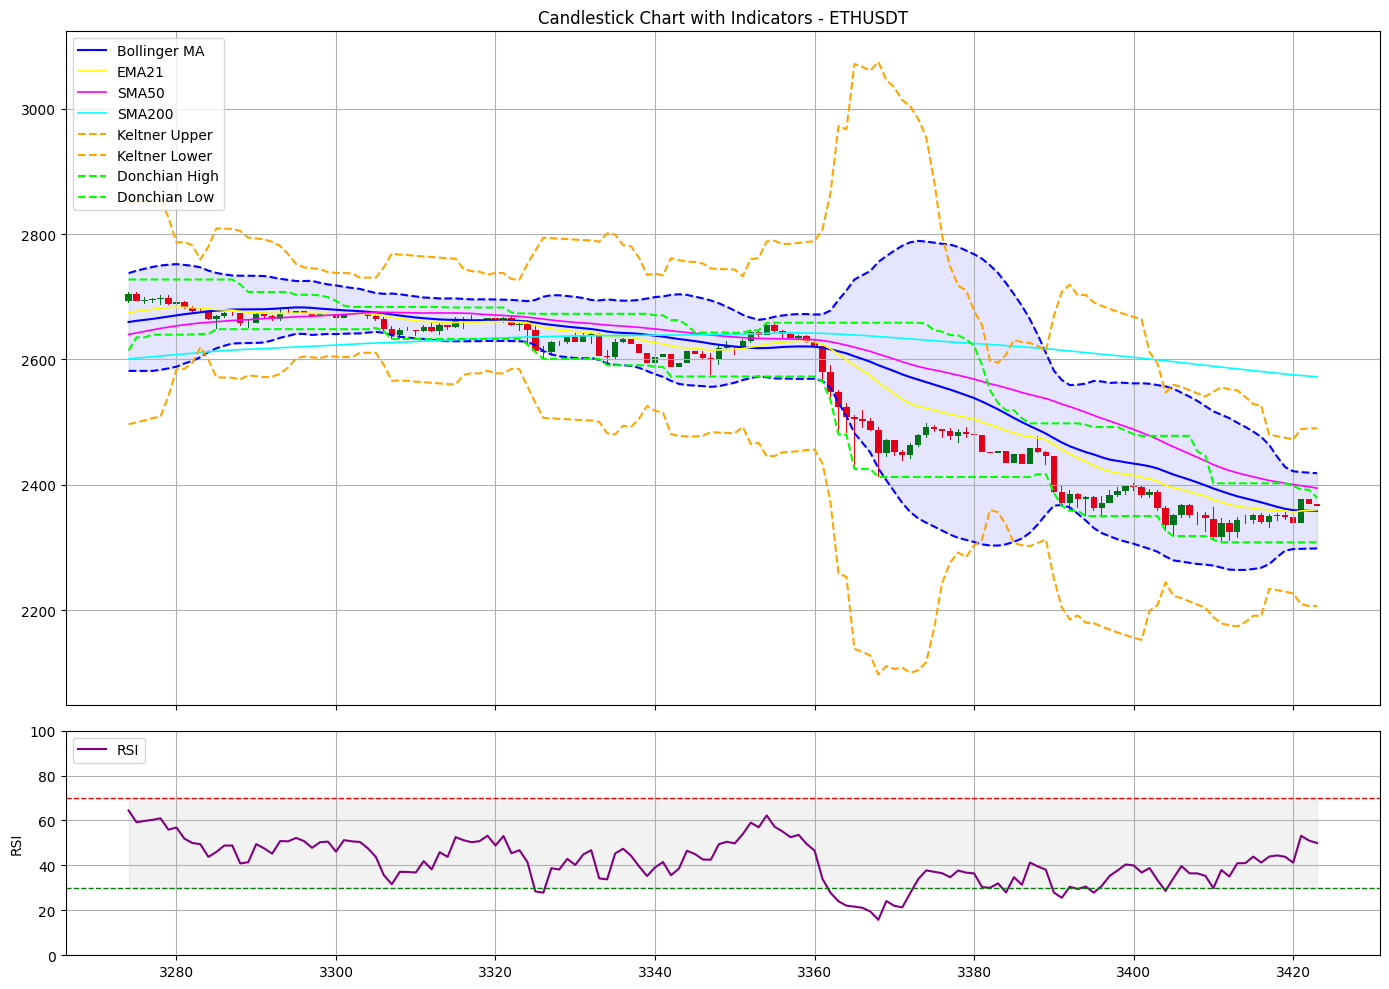 Candlestick Chart with Indicators - ETHUSDT
Bollinger MA
EMA21
SMA50
SMA200
Keltner Upper
Keltner Lower
Donchian High
Donchian Low
3000
2800
2600
2400
2200
RSI
100
80
60
40
20
0
RSI
3280 3300 3320 3340 3360 3380 3400 3420